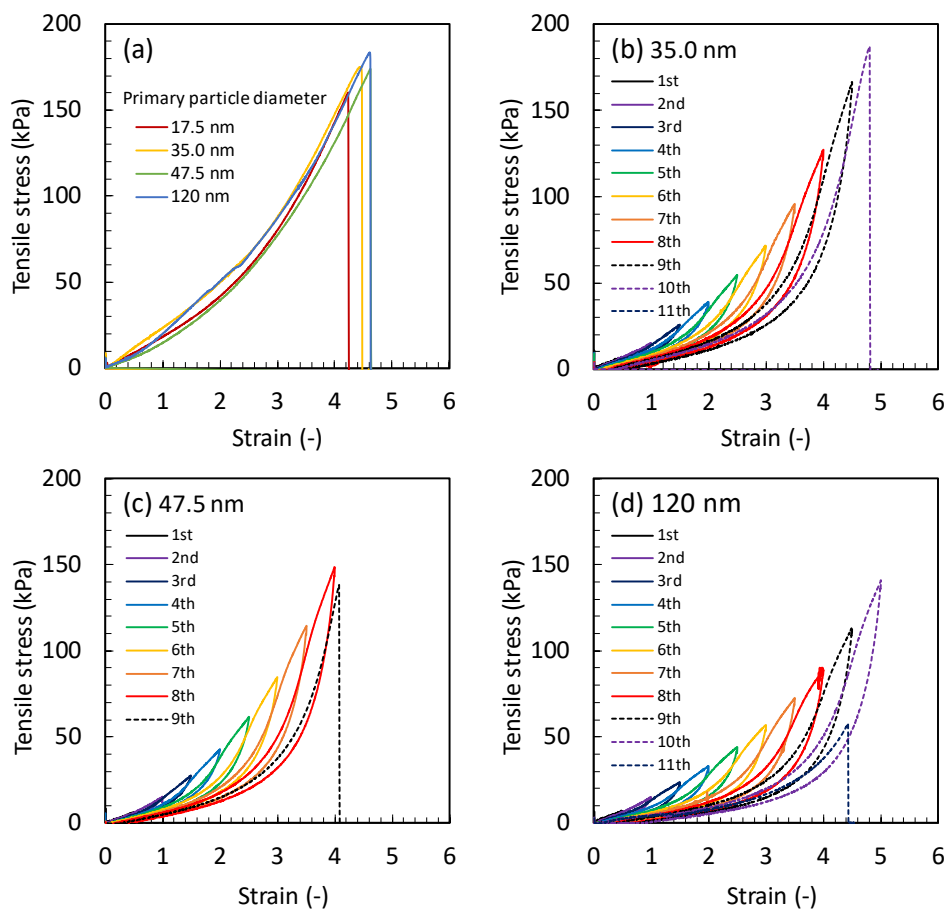 (a)
Primary particle diameter
17.5 nm
35.0 nm
47.5 nm
120 nm
Tensile stress (kPa)
200
150
100
50
0
0 1 2 3 4 5 6
Strain (-)
(b) 35.0 nm
1st
2nd
3rd
4th
5th
6th
7th
8th
9th
10th
11th
Tensile stress (kPa)
200
150
100
50
0
0 1 2 3 4 5 6
Strain (-)
(c) 47.5 nm
1st
2nd
3rd
4th
5th
6th
7th
8th
9th
Tensile stress (kPa)
200
150
100
50
0
0 1 2 3 4 5 6
Strain (-)
(d) 120 nm
1st
2nd
3rd
4th
5th
6th
7th
8th
9th
10th
11th
Tensile stress (kPa)
200
150
100
50
0
0 1 2 3 4 5 6
Strain (-)